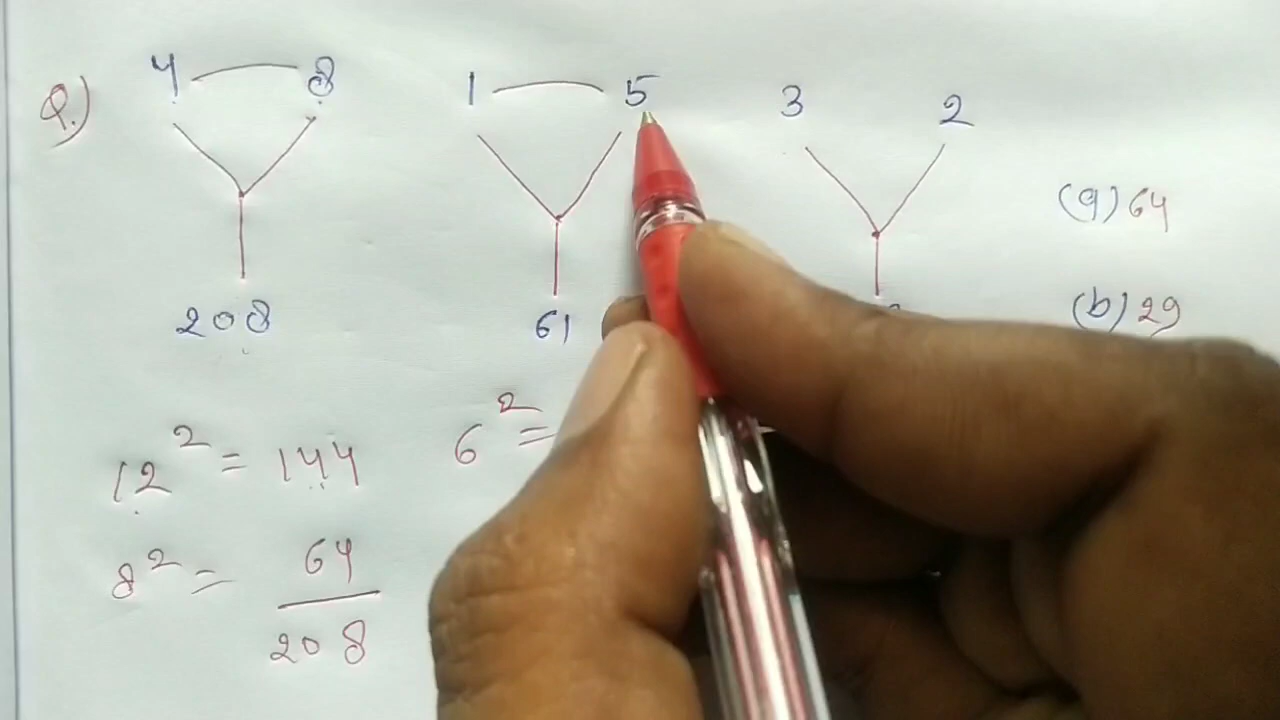 Q.) 4 8 1 5 3 2
(a) 64
208 61 (b) 29
12² = 144 6² =
8² = 64
208